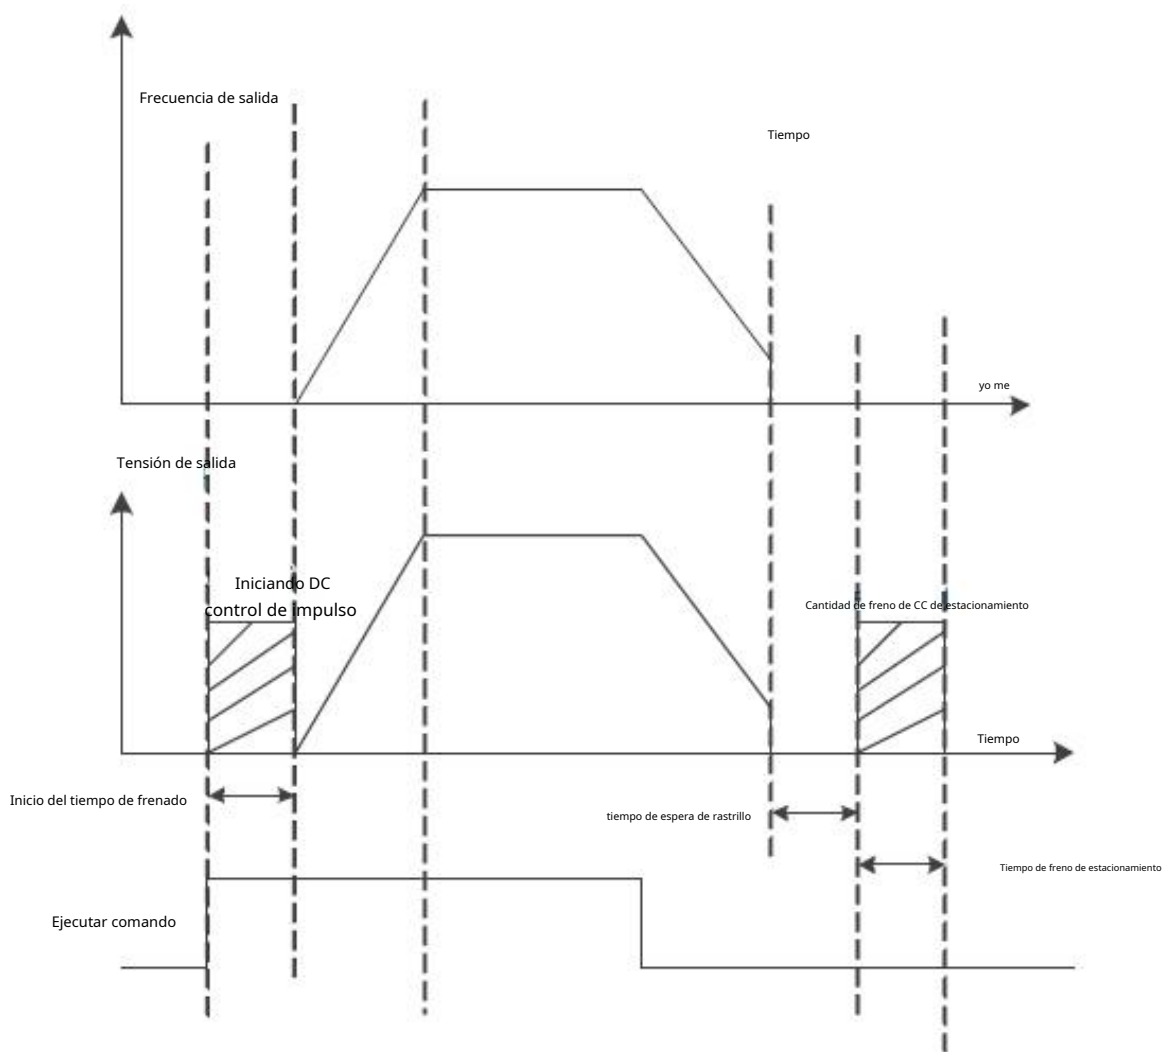 Frecuencia de salida
Tiempo
yo me
Tensión de salida
Iniciando DC
control de impulso
Cantidad de freno de CC de estacionamiento
Tiempo
Inicio del tiempo de frenado
tiempo de espera de rastrillo
Tiempo de freno de estacionamiento
Ejecutar comando